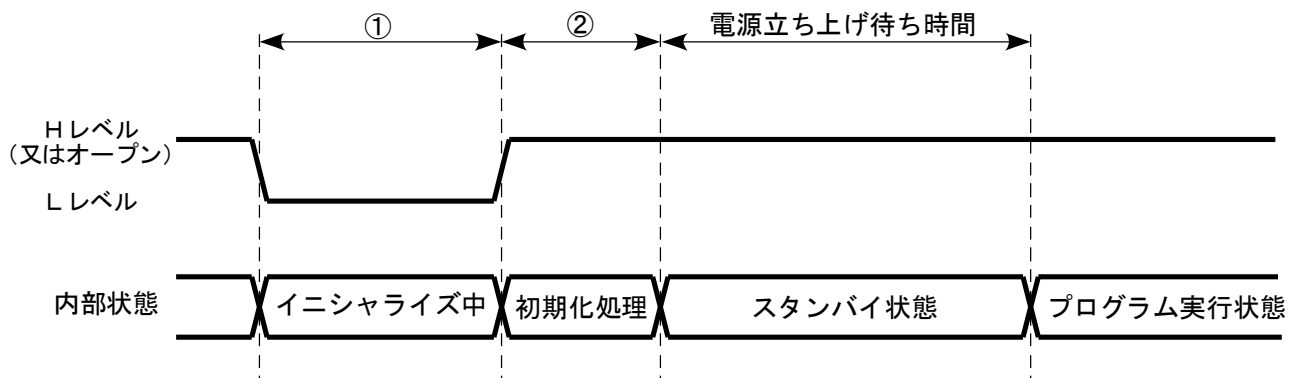 ① ② 電源立ち上げ待ち時間
Hレベル
(又はオープン)
Lレベル
内部状態 イニシャライズ中 初期化処理 スタンバイ状態 プログラム実行状態